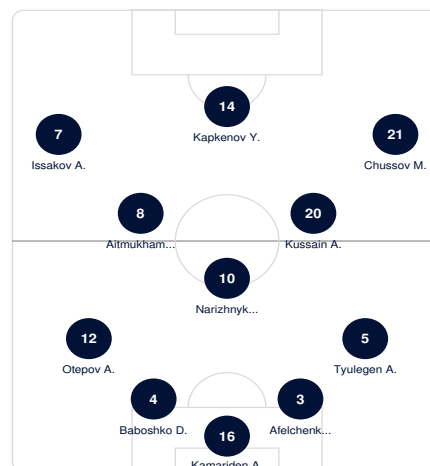 14
Kapkenov Y.
7
Issakov A.
21
Chussov M.
8
Aitmukham...
20
Kussain A.
10
Narizhnyk...
12
Otepov A.
5
Tyulegen A.
4
Baboshko D.
3
Afelchenk...
16
Kamariden A.